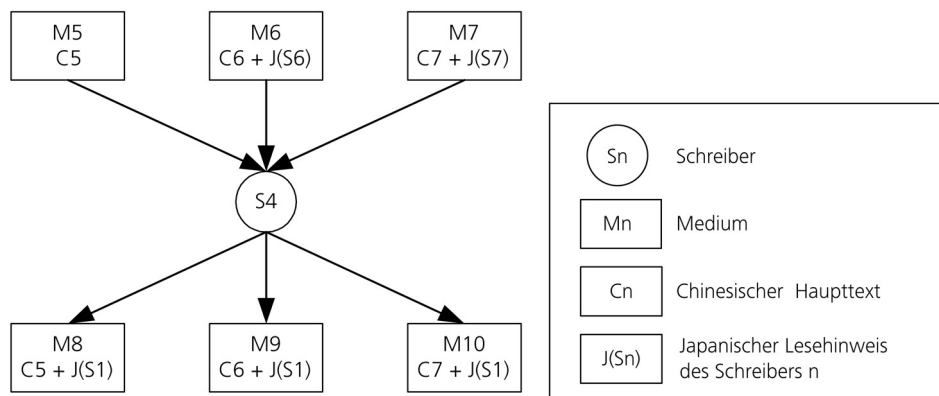 M5
C5
M6
C6 + J(S6)
M7
C7 + J(S7)
S4
M8
C5 + J(S1)
M9
C6 + J(S1)
M10
C7 + J(S1)
Sn
Schreiber
Mn
Medium
Cn
Chinesischer Haupttext
J(Sn)
Japanischer Lesehinweis
des Schreibers n